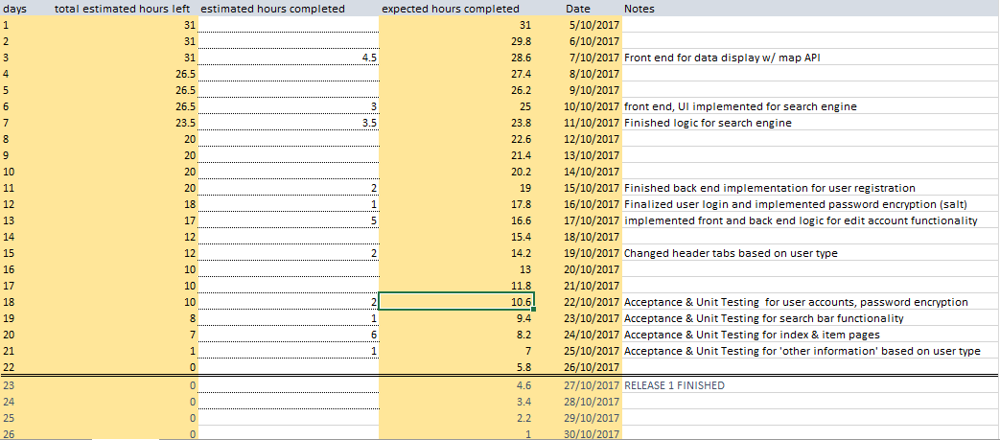 days total estimated hours left estimated hours completed expected hours completed Date Notes
1 31 31 5/10/2017
2 31 29.8 6/10/2017
3 31 4.5 28.6 7/10/2017 Front end for data display w/ map API
4 26.5 27.4 8/10/2017
5 26.5 26.2 9/10/2017
6 26.5 3 25 10/10/2017 front end, UI implemented for search engine
7 23.5 3.5 23.8 11/10/2017 Finished logic for search engine
8 20 22.6 12/10/2017
9 20 21.4 13/10/2017
10 20 20.2 14/10/2017
11 20 2 19 15/10/2017 Finished back end implementation for user registration
12 18 1 17.8 16/10/2017 Finalized user login and implemented password encryption (salt)
13 17 5 16.6 17/10/2017 implemented front and back end logic for edit account functionality
14 12 15.4 18/10/2017
15 12 2 14.2 19/10/2017 Changed header tabs based on user type
16 10 13 20/10/2017
17 10 11.8 21/10/2017
18 10 2 10.6 22/10/2017 Acceptance & Unit Testing for user accounts, password encryption
19 8 1 9.4 23/10/2017 Acceptance & Unit Testing for search bar functionality
20 7 6 8.2 24/10/2017 Acceptance & Unit Testing for index & item pages
21 1 1 7 25/10/2017 Acceptance & Unit Testing for 'other information' based on user type
22 0 5.8 26/10/2017
23 0 4.6 27/10/2017 RELEASE 1 FINISHED
24 0 3.4 28/10/2017
25 0 2.2 29/10/2017
26 0 1 30/10/2017